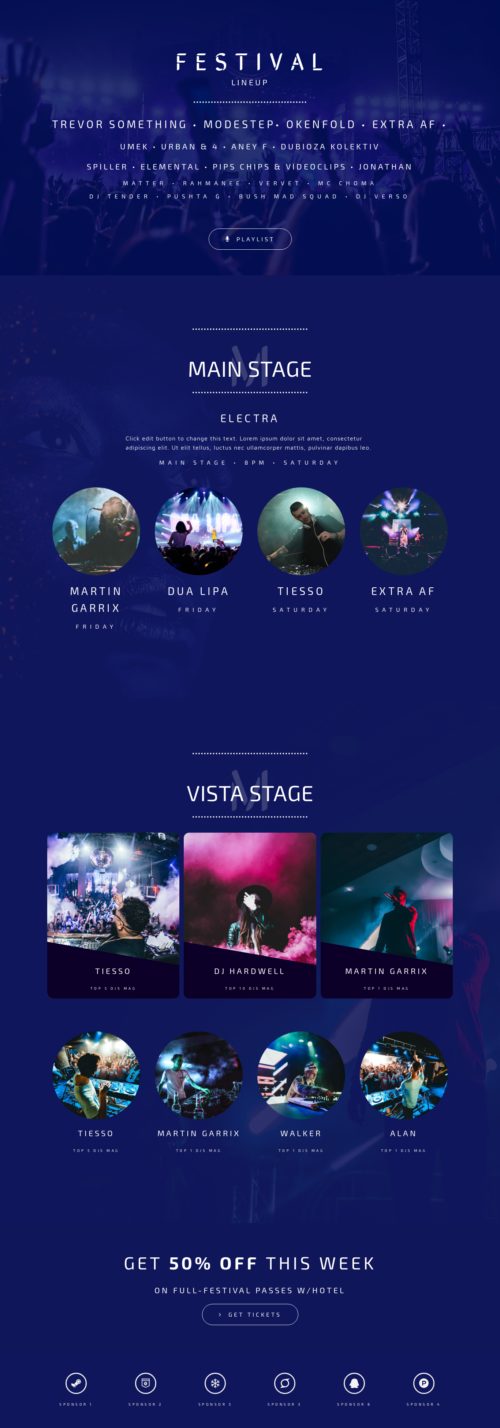 FESTIVAL
LINEUP
TREVOR SOMETHING • MODESTEP• OKENFOLD • EXTRA AF •
UMEK • URBAN & 4 • ANEY F • DUBIOZA KOLEKTIV
SPILLER • ELEMENTAL • PIPS CHIPS & VIDEOCLIPS • JONATHAN
MATTER • RAHMANEE • VERVET • MC CHOMA
DJ TENDER • PUSHTA G • BUSH MAD SQUAD • DJ VERSO
PLAYLIST
M
MAIN STAGE
ELECTRA
Click edit button to change this text. Lorem ipsum dolor sit amet, consectetur
adipiscing elit. Ut elit tellus, luctus nec ullamcorper mattis, pulvinar dapibus leo.
MAIN STAGE • 8PM • SATURDAY
MARTIN
GARRIX
FRIDAY
DUA LIPA
FRIDAY
TIESSO
SATURDAY
EXTRA AF
SATURDAY
M
VISTA STAGE
TIESSO
TOP 5 DJS MAG
DJ HARDWELL
TOP 10 DJS MAG
MARTIN GARRIX
TOP 1 DJS MAG
TIESSO
TOP 5 DJS MAG
MARTIN GARRIX
TOP 1 DJS MAG
WALKER
TOP 1 DJS MAG
ALAN
TOP 1 DJS MAG
GET 50% OFF THIS WEEK
ON FULL-FESTIVAL PASSES W/HOTEL
GET TICKETS
SPONSOR 1
SPONSOR 2
SPONSOR
SPONSOR
SPONSOR
SPONSOR